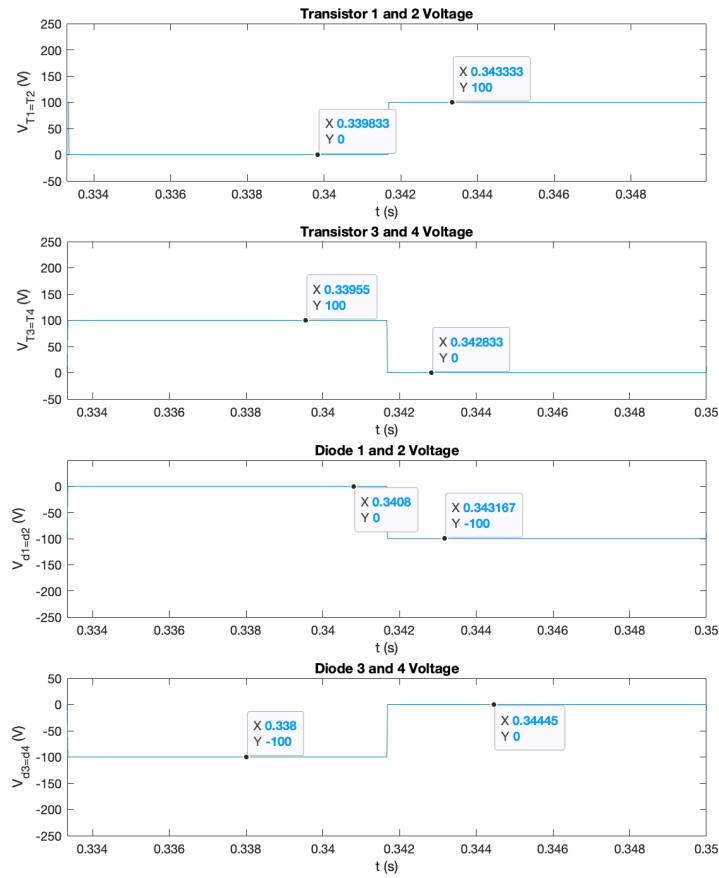 Transistor 1 and 2 Voltage
250
200
150
100
50
0
-50
V_T1=T2 (V)
X 0.343333
Y 100
X 0.339833
Y 0
0.334 0.336 0.338 0.34 0.342 0.344 0.346 0.348
t (s)
Transistor 3 and 4 Voltage
250
200
150
100
50
0
-50
V_T3=T4 (V)
X 0.33955
Y 100
X 0.342833
Y 0
0.334 0.336 0.338 0.34 0.342 0.344 0.346 0.348 0.35
t (s)
Diode 1 and 2 Voltage
0
-50
-100
-150
-200
-250
V_d1=d2 (V)
X 0.3408
Y 0
X 0.343167
Y -100
0.334 0.336 0.338 0.34 0.342 0.344 0.346 0.348 0.35
t (s)
Diode 3 and 4 Voltage
50
0
-50
-100
-150
-200
250
V_d3=d4 (V)
X 0.338
Y -100
X 0.34445
Y 0
0.334 0.336 0.338 0.34 0.342 0.344 0.346 0.348 0.35
t (s)